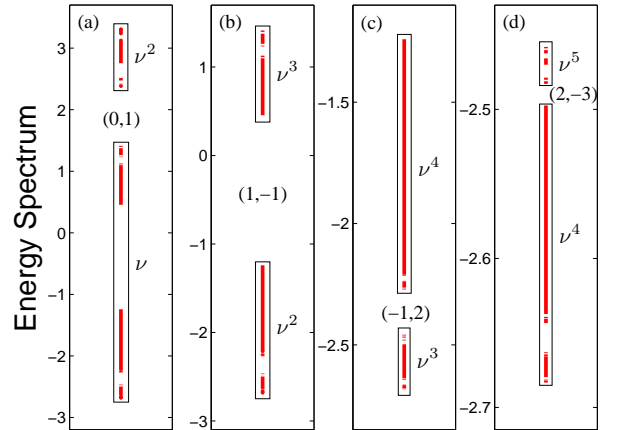 Energy Spectrum
(a)
3
2
1
0
−1
−2
−3
ν²
(0,1)
ν
(b)
1
0
−1
−2
−3
ν³
(1,−1)
ν²
(c)
−1.5
−2
−2.5
ν⁴
(−1,2)
ν³
(d)
−2.5
−2.6
−2.7
ν⁵
(2,−3)
ν⁴